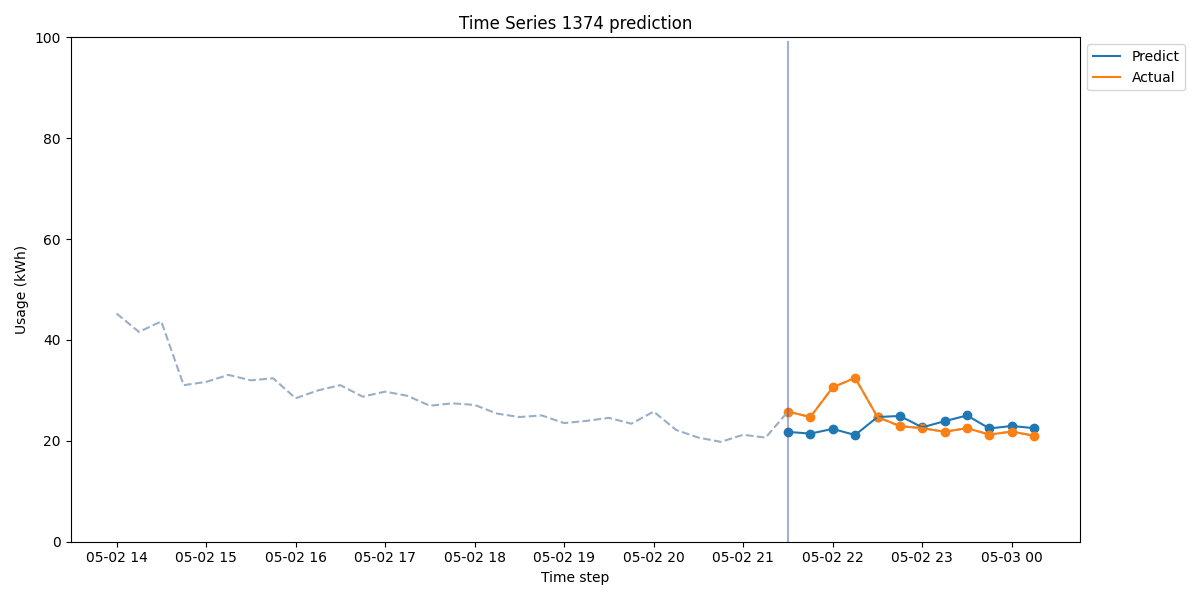 Time Series 1374 prediction
Predict
Actual
Usage (kWh)
100
80
60
40
20
0
05-02 14 05-02 15 05-02 16 05-02 17 05-02 18 05-02 19 05-02 20 05-02 21 05-02 22 05-02 23 05-03 00
Time step